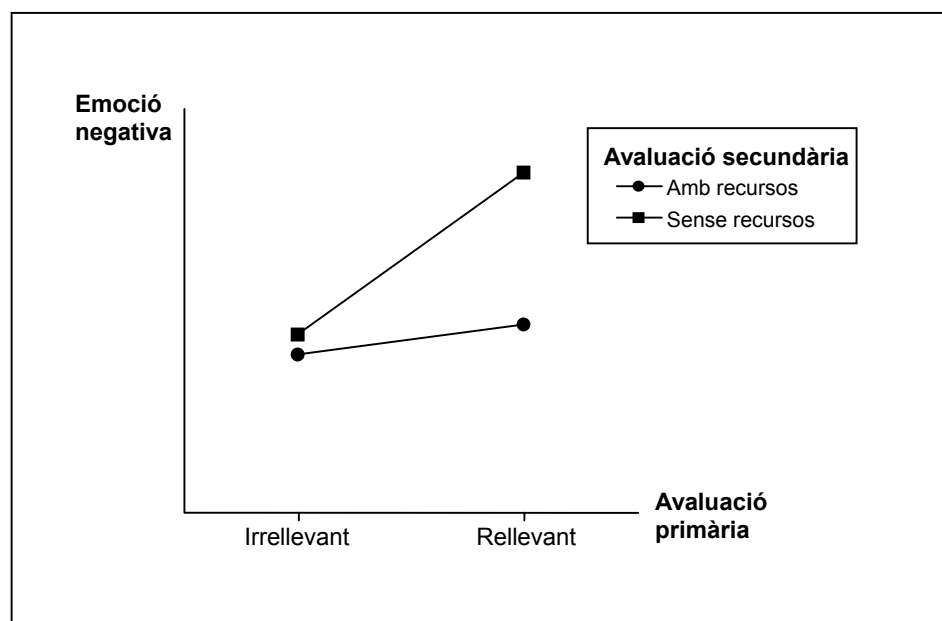 Emoció
negativa
Avaluació secundària
Amb recursos
Sense recursos
Irrellevant
Rellevant
Avaluació
primària